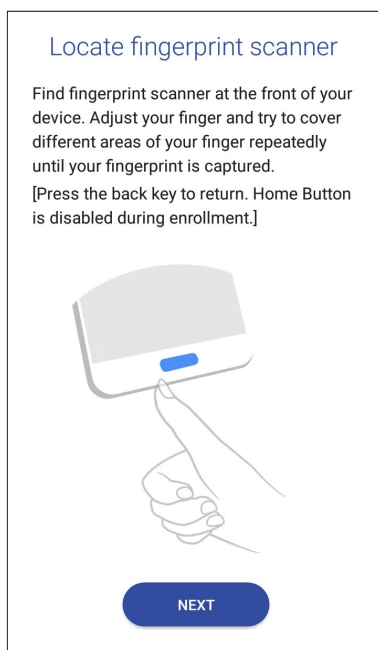 Locate fingerprint scanner
Find fingerprint scanner at the front of your
device. Adjust your finger and try to cover
different areas of your finger repeatedly
until your fingerprint is captured.
[Press the back key to return. Home Button
is disabled during enrollment.]
NEXT